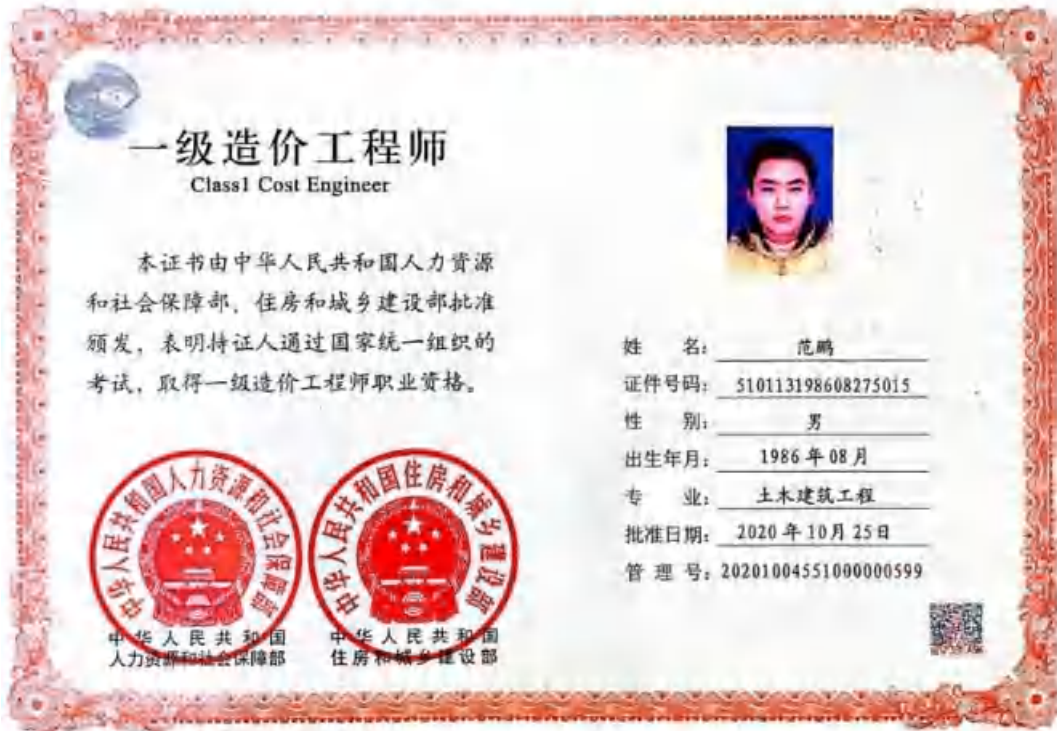 一级造价工程师
Class1 Cost Engineer
本证书由中华人民共和国人力资源
和社会保障部、住房和城乡建设部批准
颁发，表明持证人通过国家统一组织的
考试，取得一级造价工程师职业资格。
中华人民共和国人力资源和社会保障部
中华人民共和国住房和城乡建设部
中华人民共和国
人力资源和社会保障部
中华人民共和国
住房和城乡建设部
姓 名：范鹏
证件号码：510113198608275015
性 别：男
出生年月：1986年08月
专 业：土木建筑工程
批准日期：2020年10月25日
管 理 号：20201004551000000599